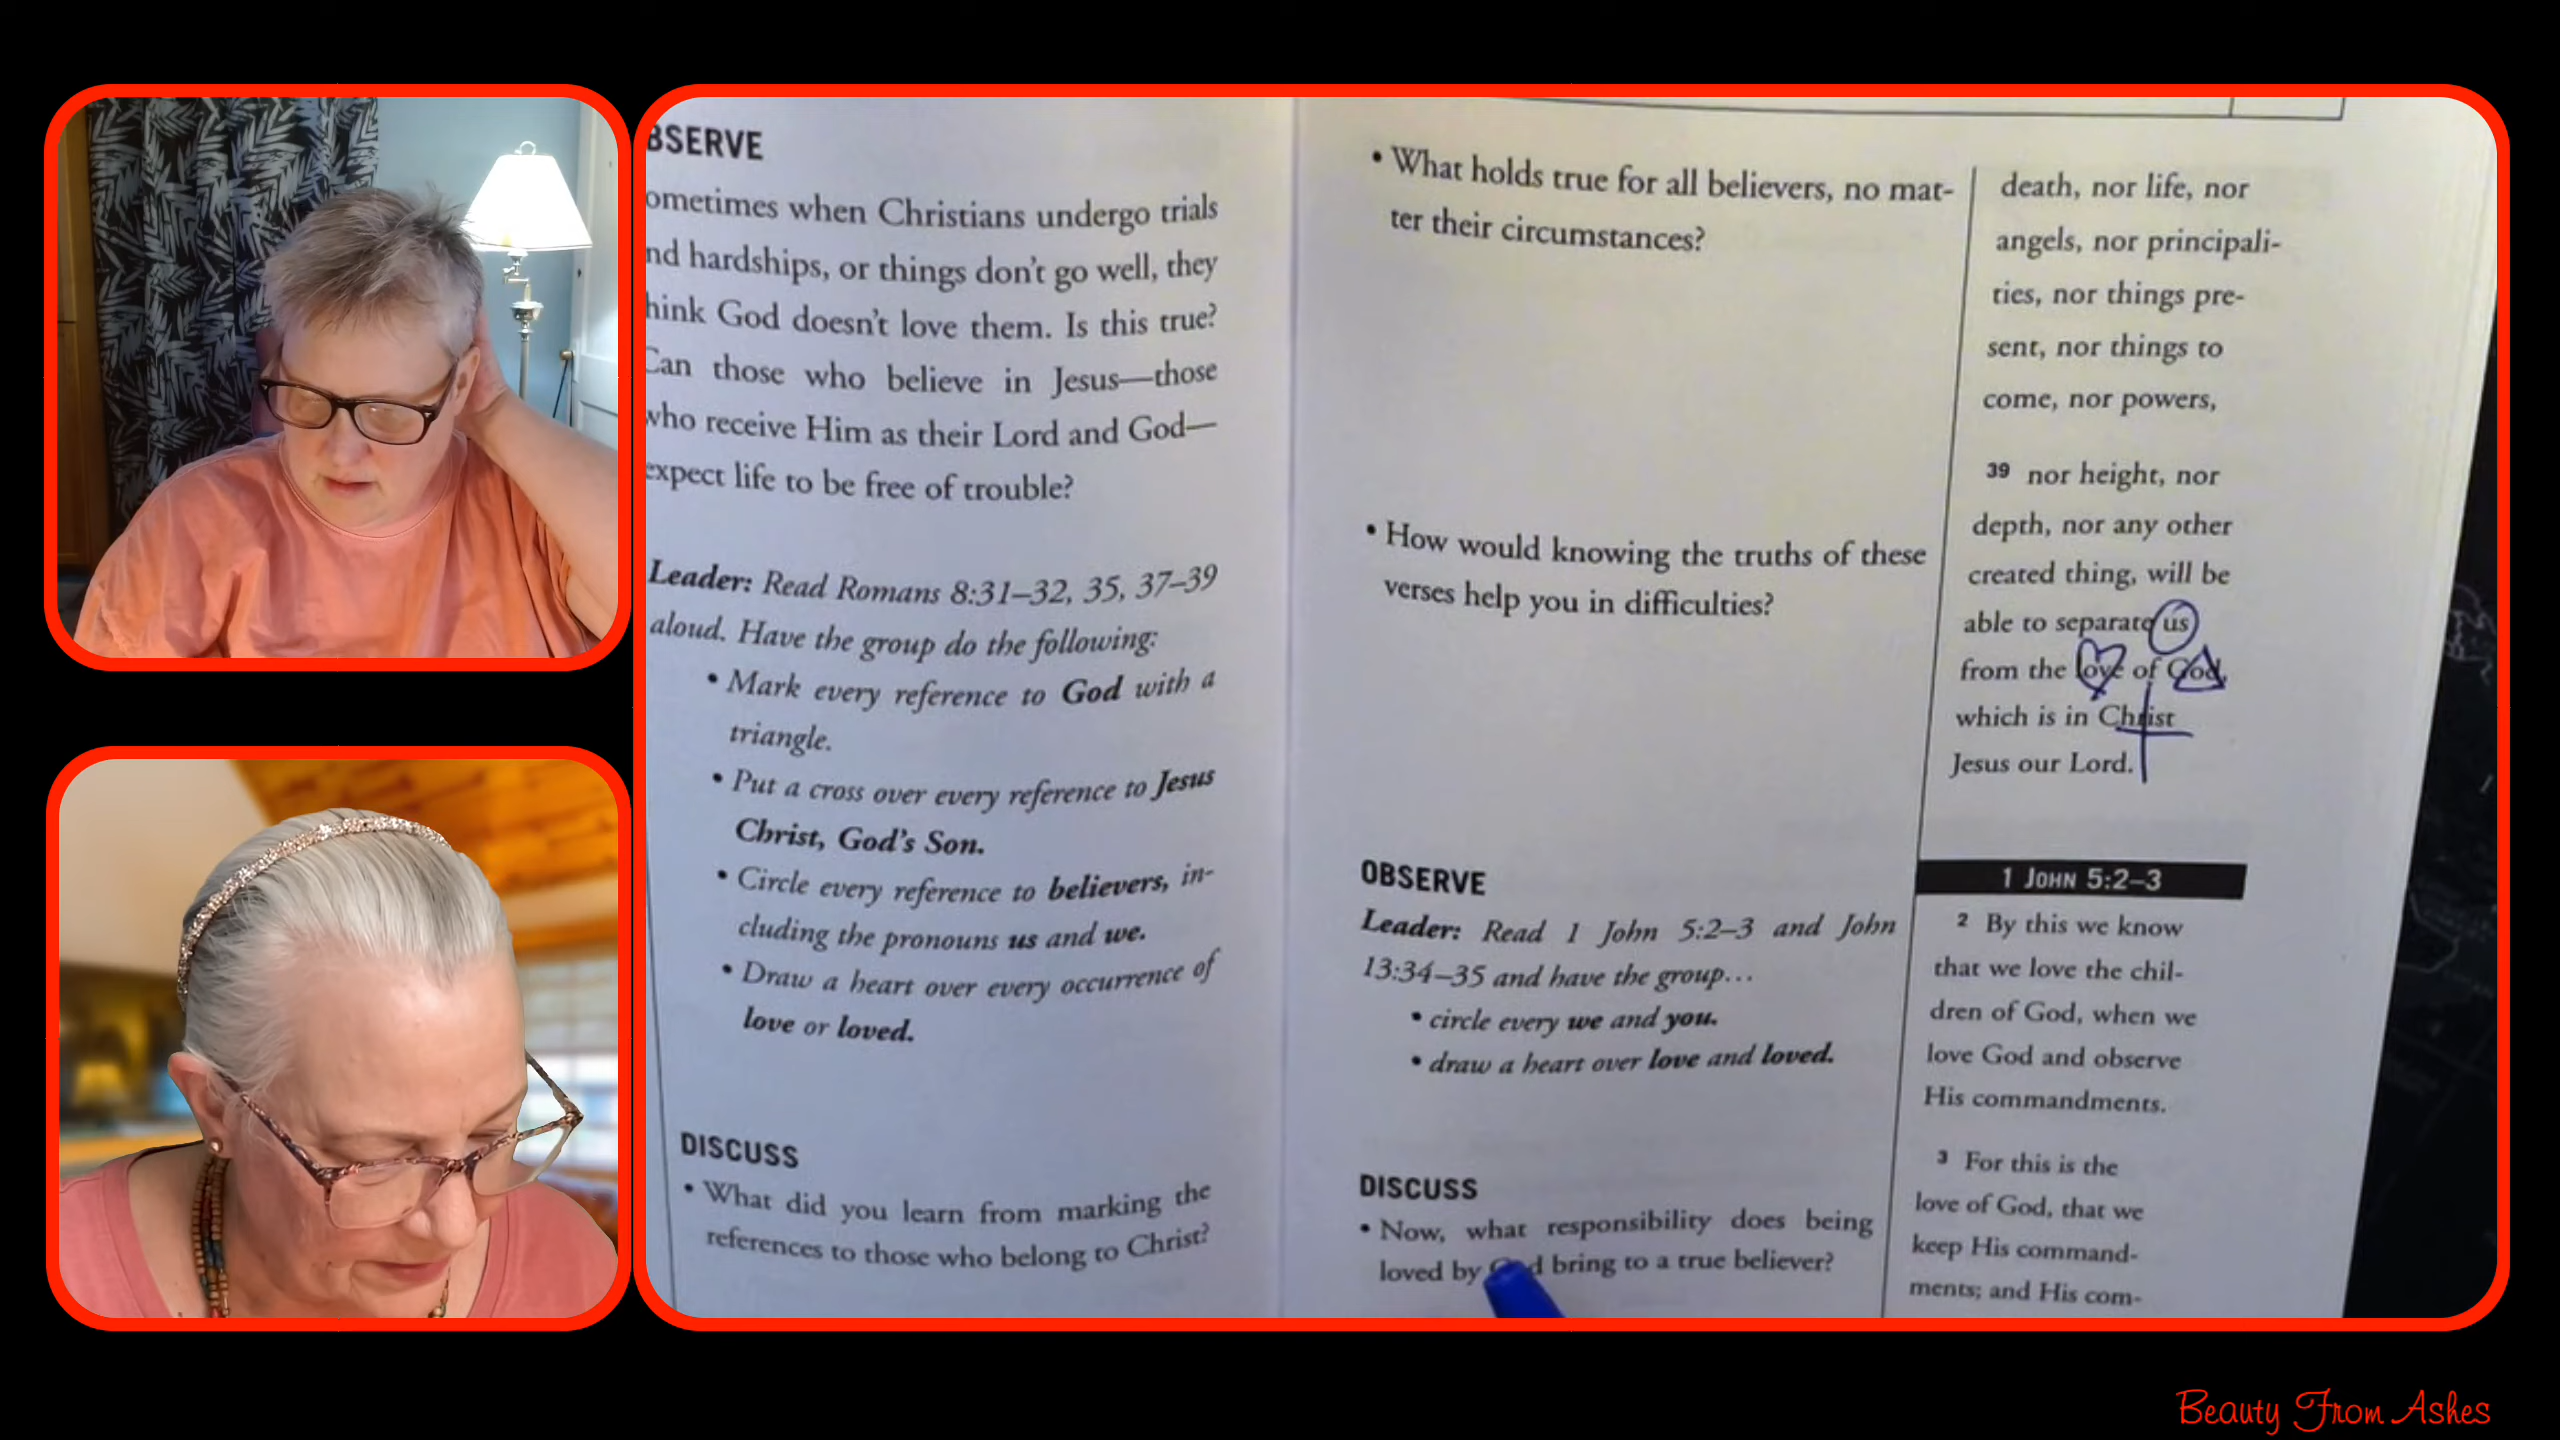 BSERVE
ometimes when Christians undergo trials
nd hardships, or things don't go well, they
hink God doesn't love them. Is this true?
Can those who believe in Jesus—those
who receive Him as their Lord and God—
expect life to be free of trouble?
Leader: Read Romans 8:31–32, 35, 37–39
aloud. Have the group do the following:
• Mark every reference to God with a
triangle.
• Put a cross over every reference to Jesus
Christ, God's Son.
• Circle every reference to believers, in-
cluding the pronouns us and we.
• Draw a heart over every occurrence of
love or loved.
DISCUSS
• What did you learn from marking the
references to those who belong to Christ?
• What holds true for all believers, no mat-
ter their circumstances?
• How would knowing the truths of these
verses help you in difficulties?
OBSERVE
Leader: Read 1 John 5:2–3 and John
13:34–35 and have the group…
• circle every we and you.
• draw a heart over love and loved.
DISCUSS
• Now, what responsibility does being
loved by God bring to a true believer?
death, nor life, nor
angels, nor principali-
ties, nor things pre-
sent, nor things to
come, nor powers,
39 nor height, nor
depth, nor any other
created thing, will be
able to separate us
from the love of God,
which is in Christ
Jesus our Lord.
1 JOHN 5:2–3
2 By this we know
that we love the chil-
dren of God, when we
love God and observe
His commandments.
3 For this is the
love of God, that we
keep His command-
ments; and His com-
Beauty From Ashes